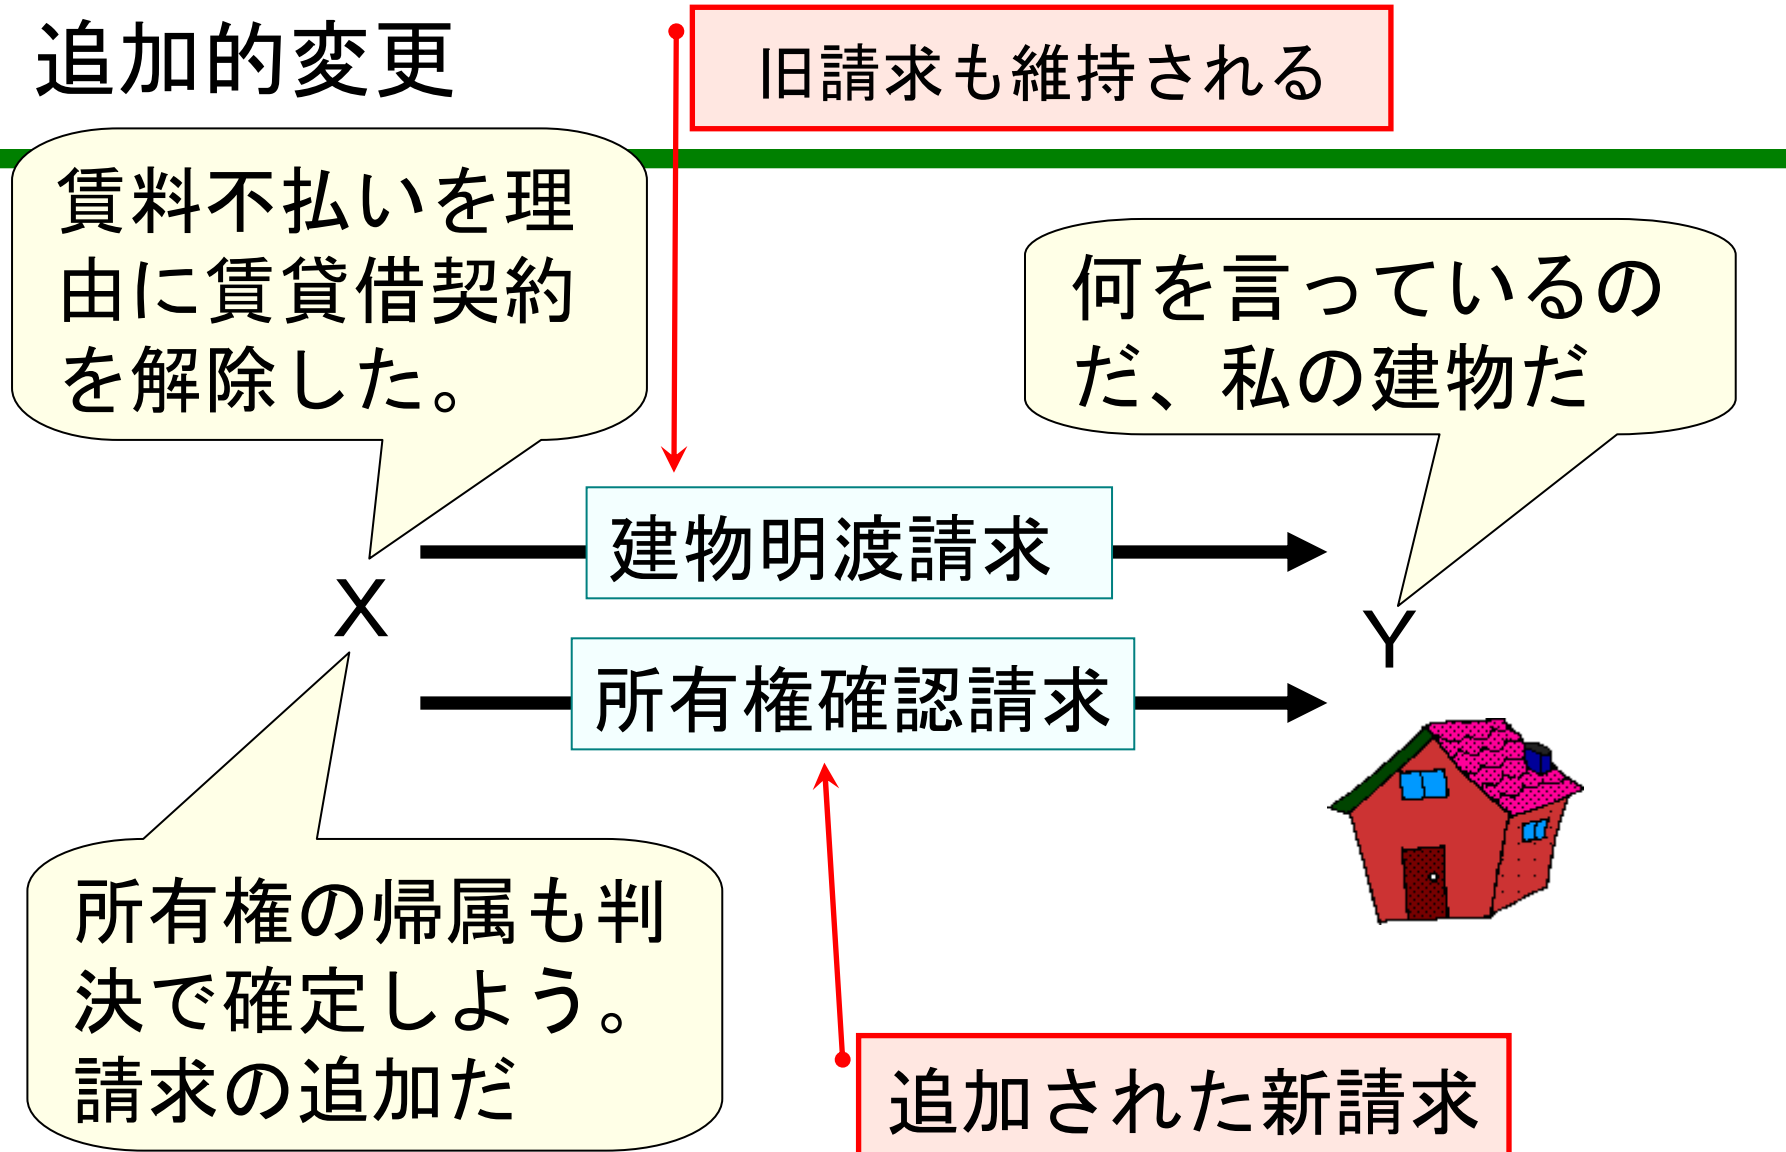 追加的変更
旧請求も維持される
賃料不払いを理
由に賃貸借契約
を解除した。
何を言っているの
だ、私の建物だ
建物明渡請求
X
Y
所有権確認請求
所有権の帰属も判
決で確定しよう。
請求の追加だ
追加された新請求